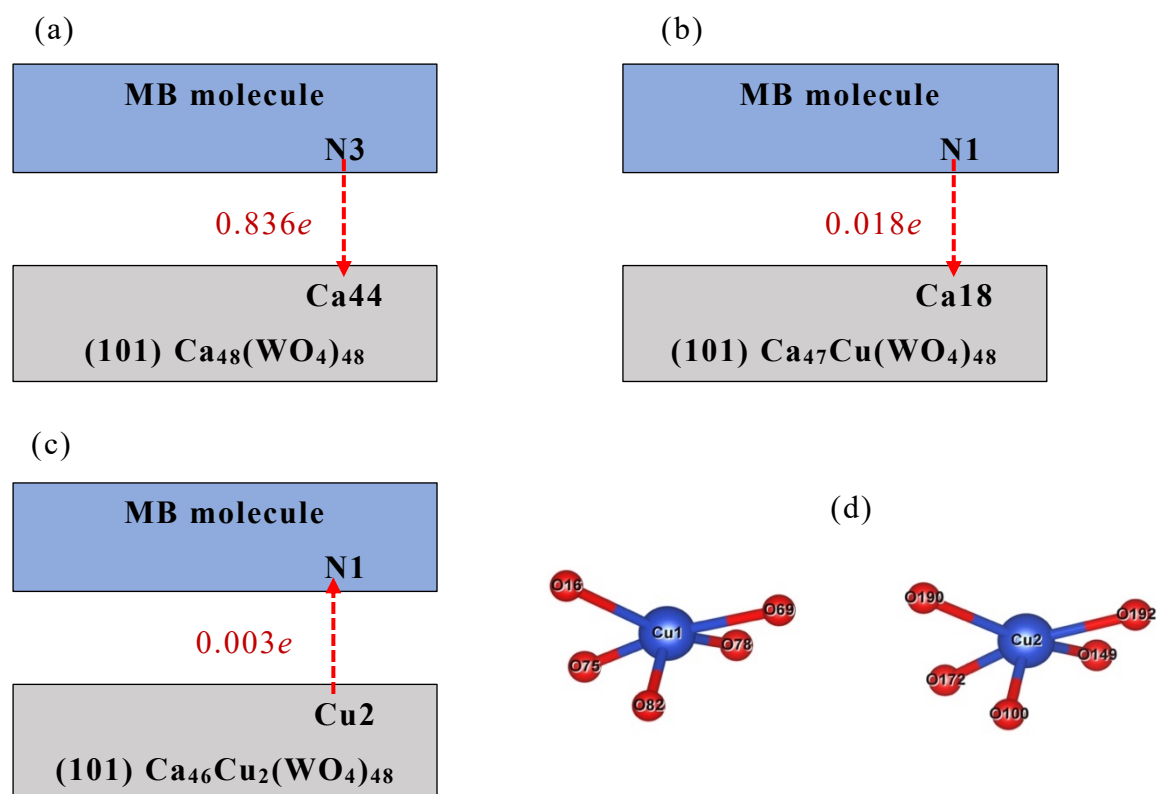 (a)
MB molecule
N3
0.836e
Ca44
(101) Ca₄₈(WO₄)₄₈
(b)
MB molecule
N1
0.018e
Ca18
(101) Ca₄₇Cu(WO₄)₄₈
(c)
MB molecule
N1
0.003e
Cu2
(101) Ca₄₆Cu₂(WO₄)₄₈
(d)
O16
O69
Cu1
O78
O75
O82
O190
O192
Cu2
O149
O172
O100